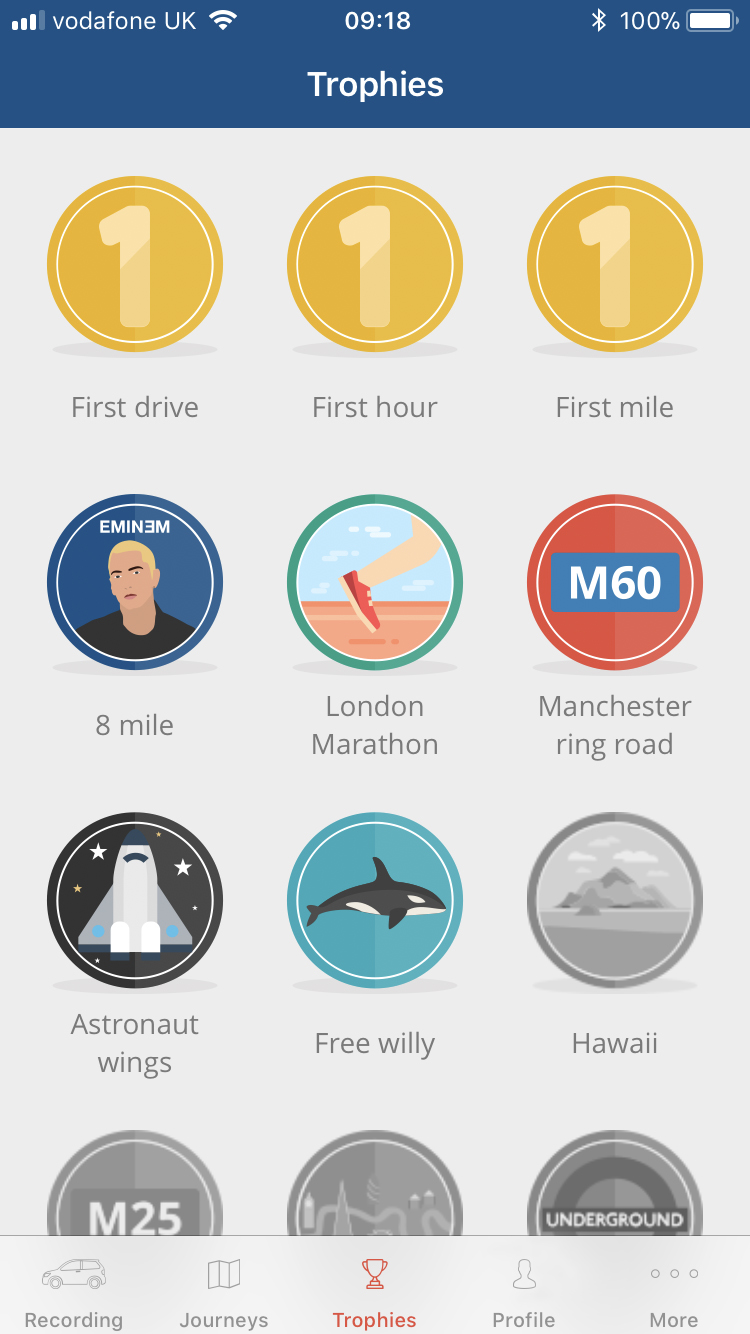 vodafone UK 09:18 100%
Trophies
1 1 1
First drive First hour First mile
EMINƎM
M60
8 mile
London Marathon
Manchester ring road
Astronaut wings
Free willy
Hawaii
M25
UNDERGROUND
Recording Journeys Trophies Profile More